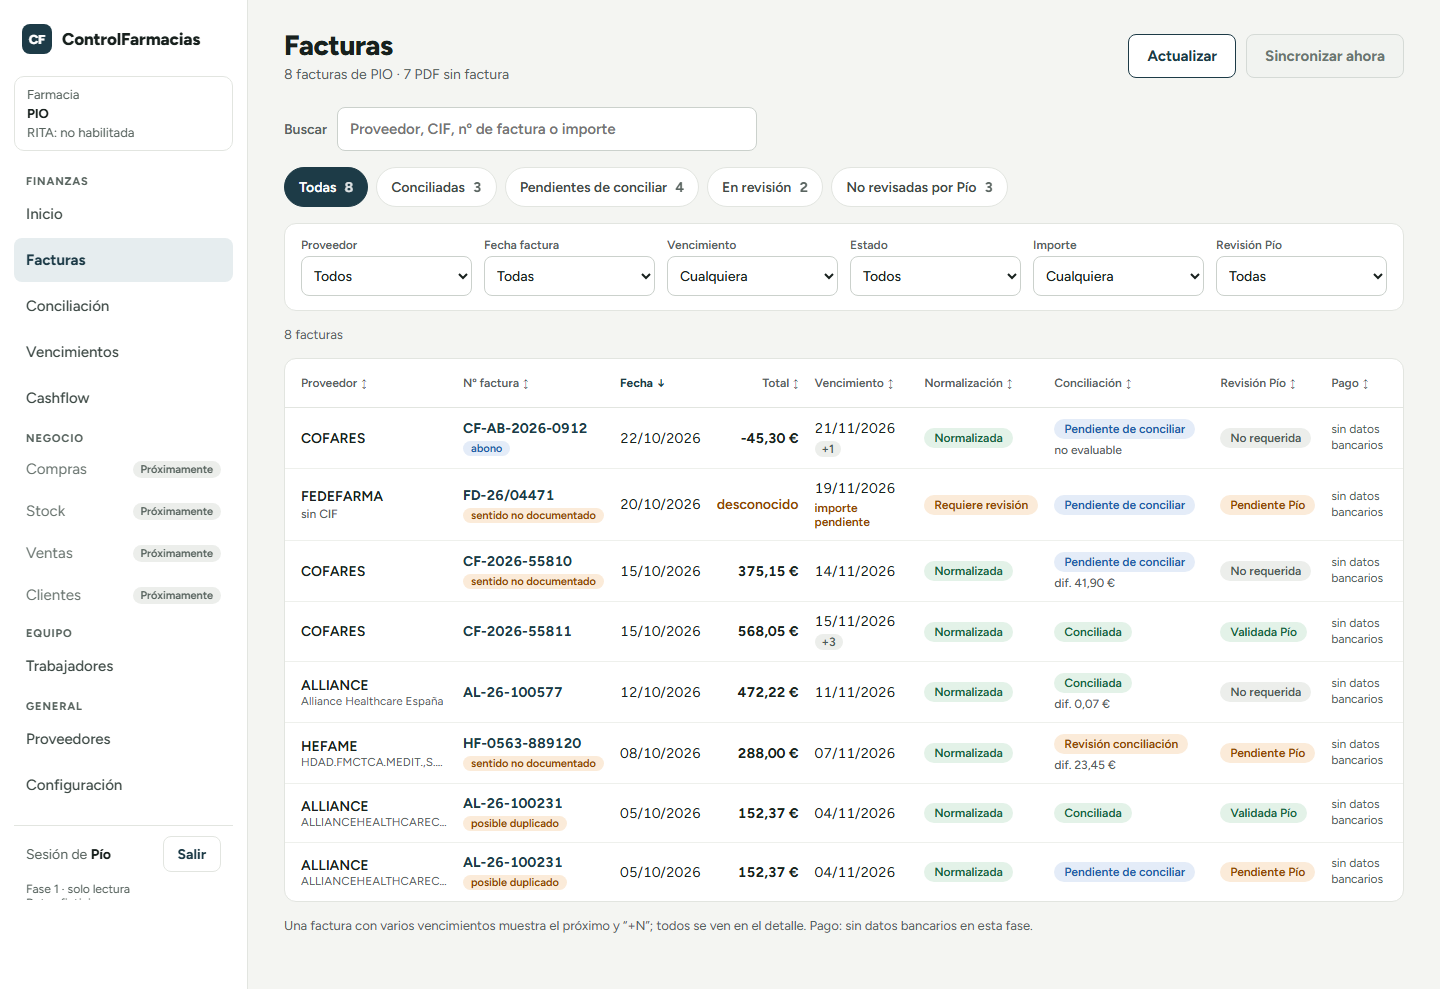 CF ControlFarmacias
Farmacia
PIO
RITA: no habilitada
FINANZAS
Inicio
Facturas
Conciliación
Vencimientos
Cashflow
NEGOCIO
Compras Próximamente
Stock Próximamente
Ventas Próximamente
Clientes Próximamente
EQUIPO
Trabajadores
GENERAL
Proveedores
Configuración
Sesión de Pío Salir
Fase 1 · solo lectura
Facturas
8 facturas de PIO · 7 PDF sin factura
Actualizar Sincronizar ahora
Buscar Proveedor, CIF, nº de factura o importe
Todas 8 Conciliadas 3 Pendientes de conciliar 4 En revisión 2 No revisadas por Pío 3
Proveedor Fecha factura Vencimiento Estado Importe Revisión Pío
Todos Todas Cualquiera Todos Cualquiera Todas
8 facturas
Proveedor ↕ Nº factura ↕ Fecha ↓ Total ↕ Vencimiento ↕ Normalización ↕ Conciliación ↕ Revisión Pío ↕ Pago ↕
COFARES CF-AB-2026-0912 abono 22/10/2026 -45,30 € 21/11/2026 +1 Normalizada Pendiente de conciliar no evaluable No requerida sin datos bancarios
FEDEFARMA sin CIF FD-26/04471 sentido no documentado 20/10/2026 desconocido 19/11/2026 importe pendiente Requiere revisión Pendiente de conciliar Pendiente Pío sin datos bancarios
COFARES CF-2026-55810 sentido no documentado 15/10/2026 375,15 € 14/11/2026 Normalizada Pendiente de conciliar dif. 41,90 € No requerida sin datos bancarios
COFARES CF-2026-55811 15/10/2026 568,05 € 15/11/2026 +3 Normalizada Conciliada Validada Pío sin datos bancarios
ALLIANCE Alliance Healthcare España AL-26-100577 12/10/2026 472,22 € 11/11/2026 Normalizada Conciliada dif. 0,07 € No requerida sin datos bancarios
HEFAME HDAD.FMCTCA.MEDIT.,S.... HF-0563-889120 sentido no documentado 08/10/2026 288,00 € 07/11/2026 Normalizada Revisión conciliación dif. 23,45 € Pendiente Pío sin datos bancarios
ALLIANCE ALLIANCEHEALTHCAREC... AL-26-100231 posible duplicado 05/10/2026 152,37 € 04/11/2026 Normalizada Conciliada Validada Pío sin datos bancarios
ALLIANCE ALLIANCEHEALTHCAREC... AL-26-100231 posible duplicado 05/10/2026 152,37 € 04/11/2026 Normalizada Pendiente de conciliar Pendiente Pío sin datos bancarios
Una factura con varios vencimientos muestra el próximo y “+N”; todos se ven en el detalle. Pago: sin datos bancarios en esta fase.